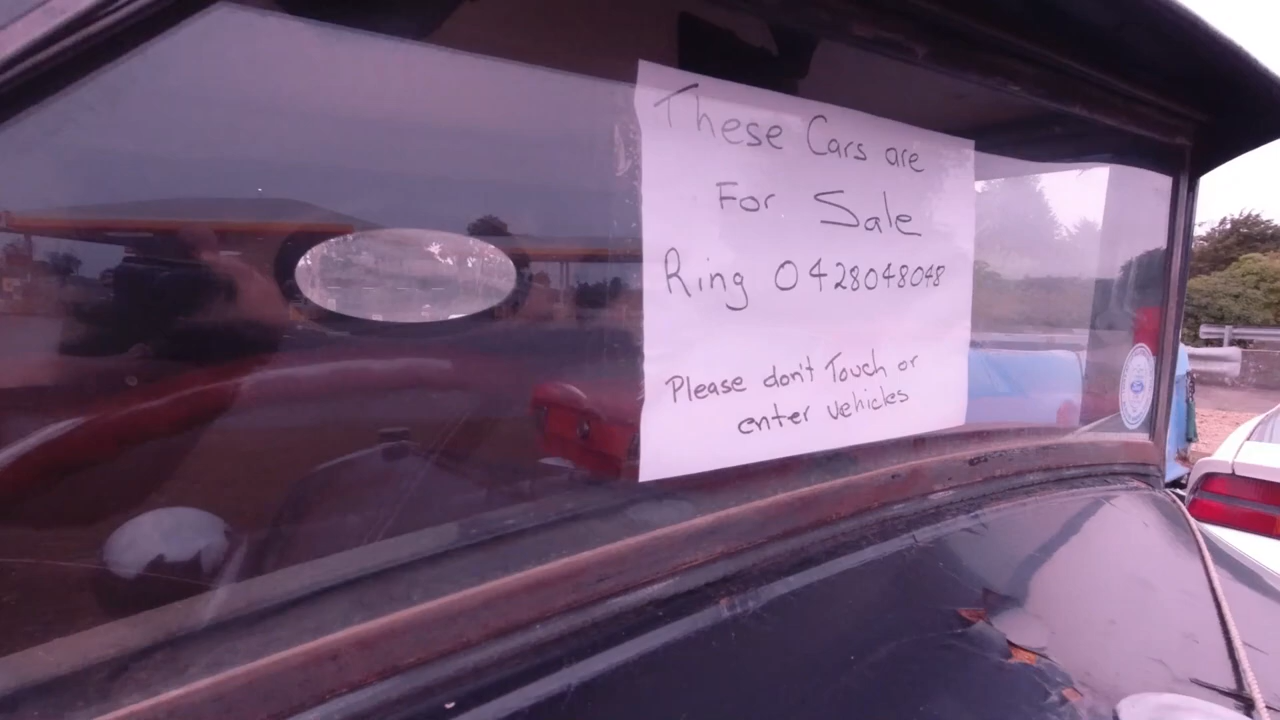 These Cars are
For Sale
Ring 0428048048
Please don't Touch or
enter vehicles